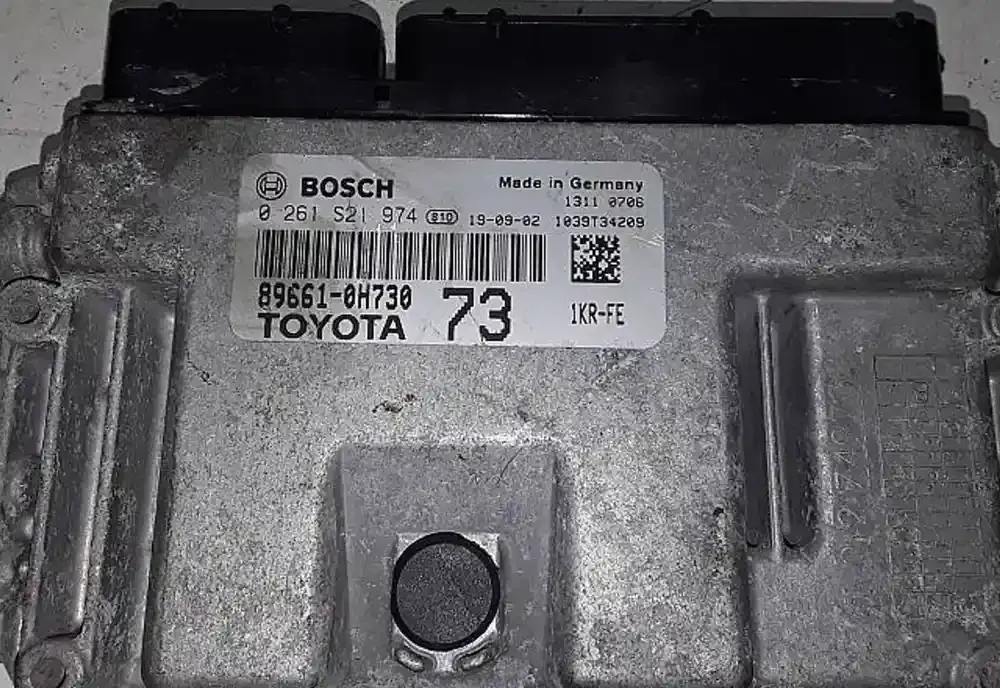 BOSCH
Made in Germany
1311 0706
0 261 S21 974 S10 19-09-02 1039T34209
89661-0H730 73 1KR-FE
TOYOTA